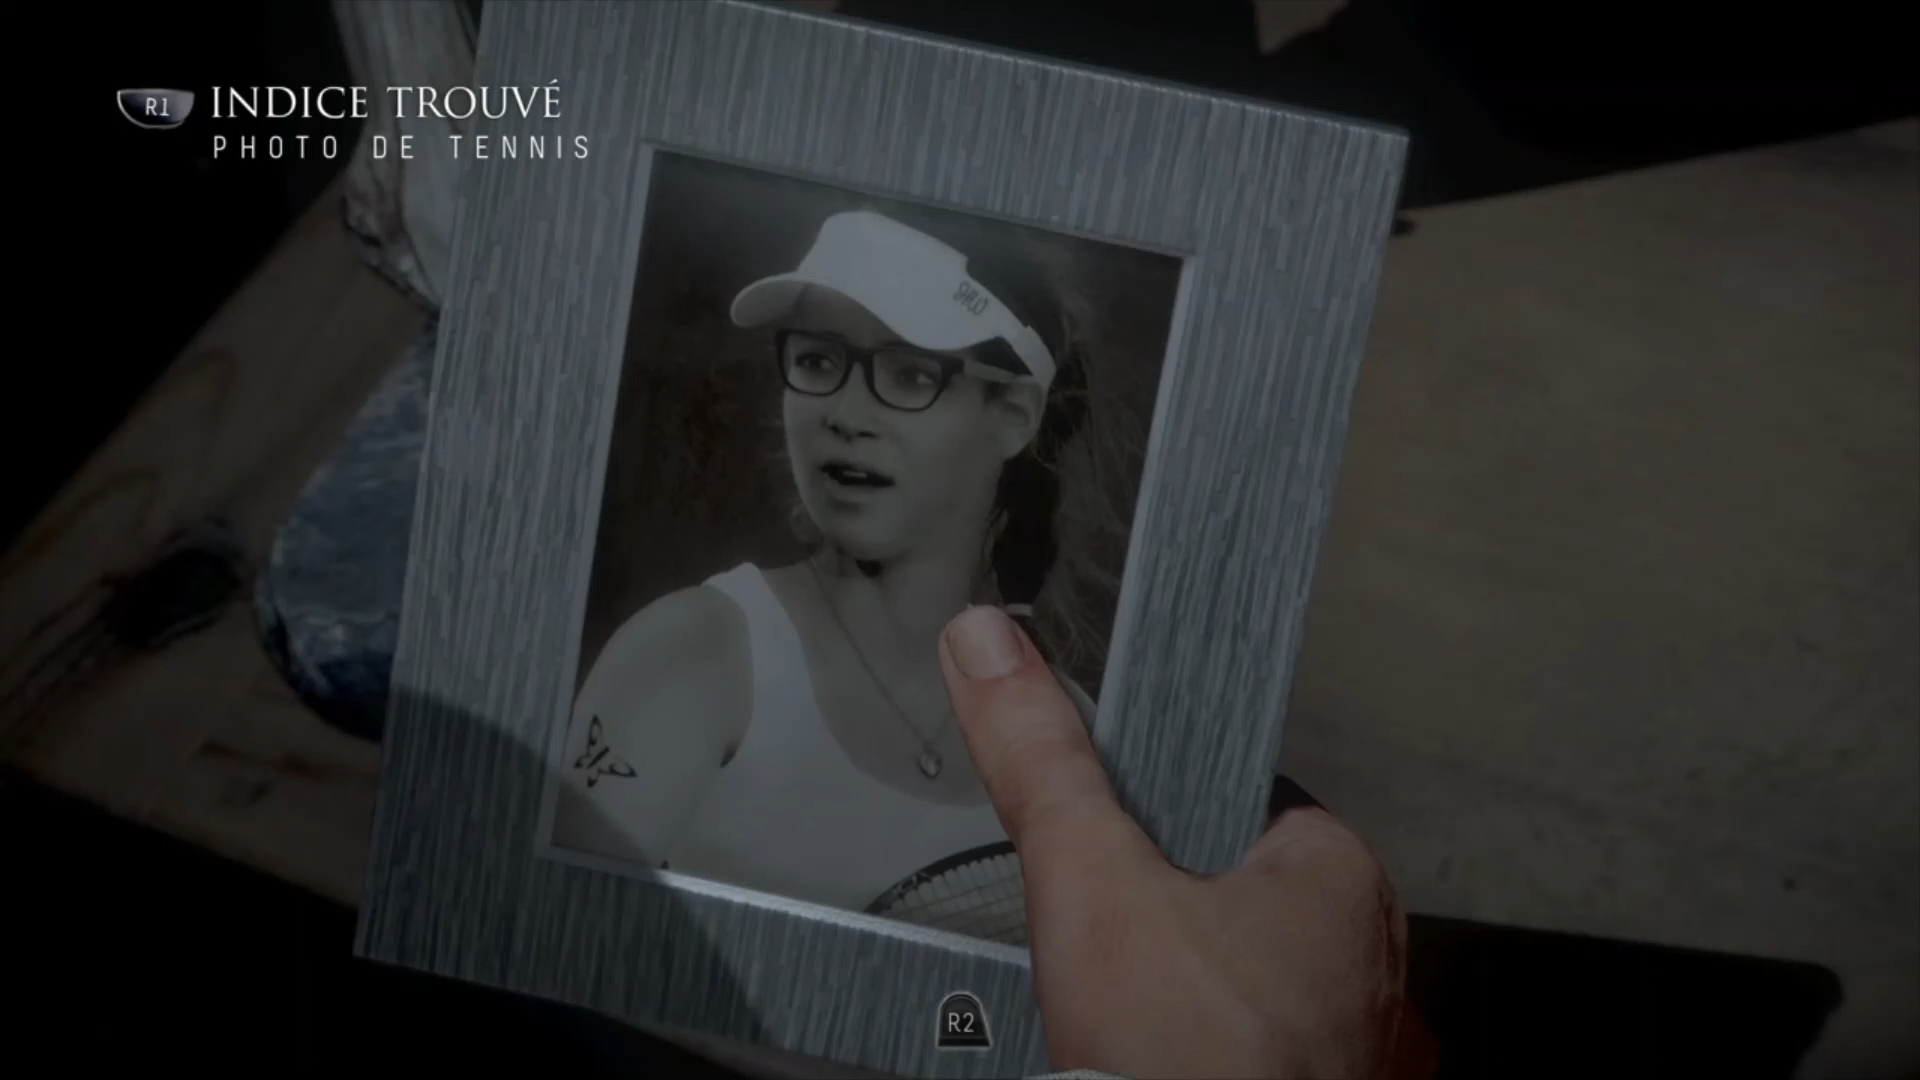 R1 INDICE TROUVÉ
PHOTO DE TENNIS
R2